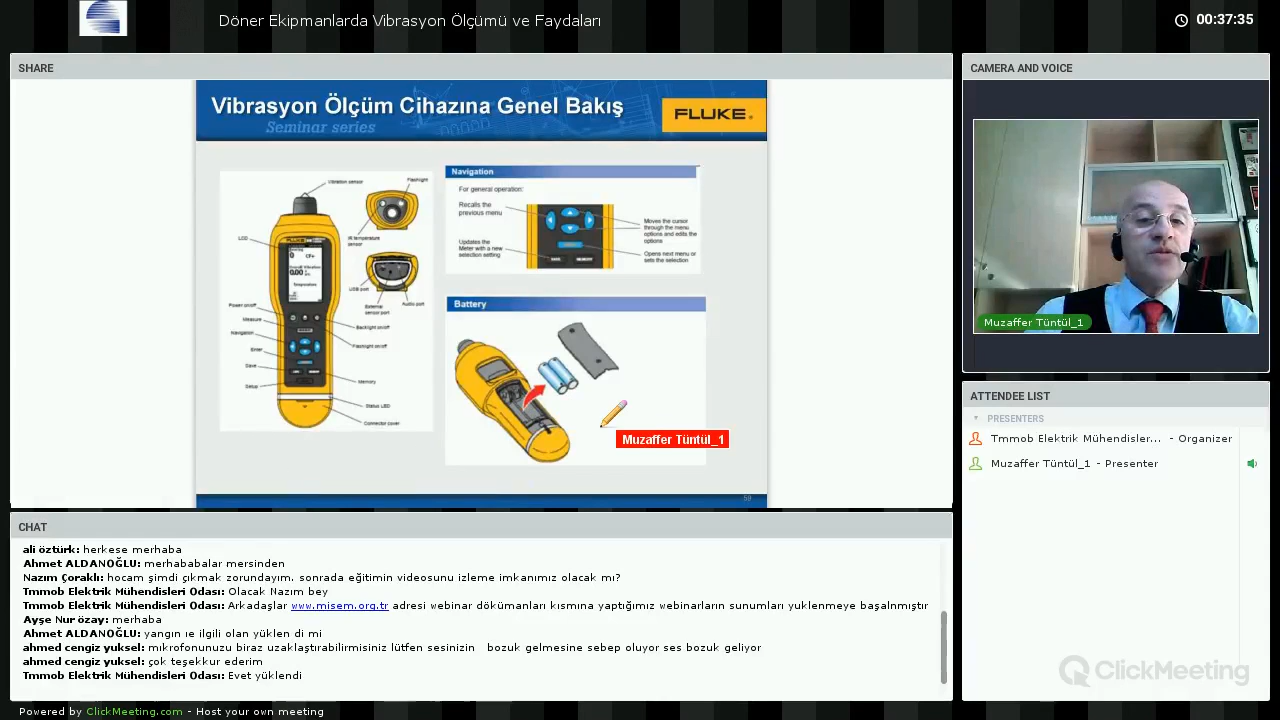 Döner Ekipmanlarda Vibrasyon Ölçümü ve Faydaları
00:37:35
SHARE
Vibrasyon Ölçüm Cihazına Genel Bakış
Seminar series
FLUKE®
Vibration sensor
Flashlight
LCD
IR temperature sensor
USB port
Audio port
External sensor port
Power on/off
Measure
Navigation
Enter
Save
Setup
Backlight on/off
Flashlight on/off
Memory
Status LED
Connector cover
FLUKE
CF+
Overall Vibration
0.00
Temperature
Navigation
For general operation:
Recalls the
previous menu
Updates the
Meter with a new
selection setting
Moves the cursor
through the menu
options and edits the
options
Opens next menu or
sets the selection
SAVE
MEMORY
Battery
Muzaffer Tüntül_1
50
CAMERA AND VOICE
Muzaffer Tüntül_1
ATTENDEE LIST
PRESENTERS
Tmmob Elektrik Mühendisler... - Organizer
Muzaffer Tüntül_1 - Presenter
CHAT
ali öztürk: herkese merhaba
Ahmet ALDANOĞLU: merhababalar mersinden
Nazım Çoraklı: hocam şimdi çıkmak zorundayım. sonrada eğitimin videosunu izleme imkanımız olacak mı?
Tmmob Elektrik Mühendisleri Odası: Olacak Nazım bey
Tmmob Elektrik Mühendisleri Odası: Arkadaşlar www.misem.org.tr adresi webinar dökümanları kısmına yaptığımız webinarların sunumları yuklenmeye başalnmıştır
Ayşe Nur özay: merhaba
Ahmet ALDANOĞLU: yangın ıe ilgili olan yüklen di mi
ahmed cengiz yuksel: mıkrofonunuzu biraz uzaklaştırabilirmisiniz lütfen sesinizin bozuk gelmesine sebep oluyor ses bozuk geliyor
ahmed cengiz yuksel: çok teşekkur ederim
Tmmob Elektrik Mühendisleri Odası: Evet yüklendi
ClickMeeting
Powered by ClickMeeting.com - Host your own meeting